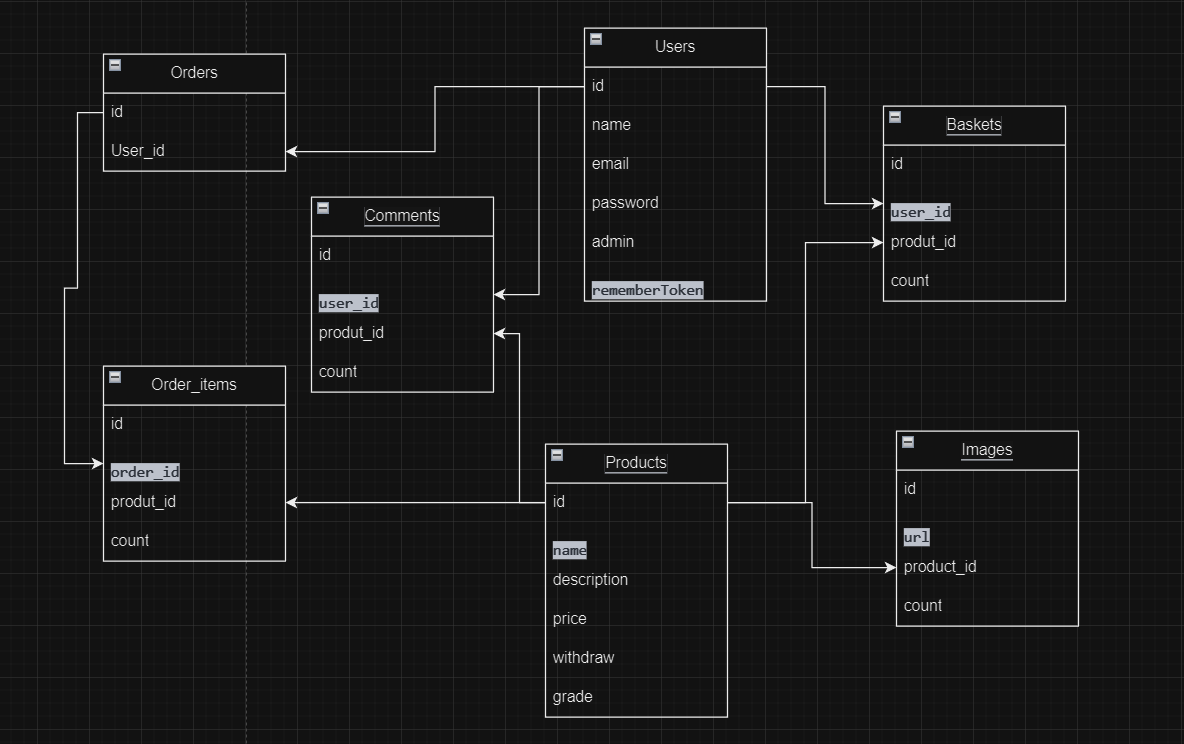 Orders
id
User_id
Users
id
name
email
password
admin
rememberToken
Baskets
id
user_id
produt_id
count
Comments
id
user_id
produt_id
count
Order_items
id
order_id
produt_id
count
Products
id
name
description
price
withdraw
grade
Images
id
url
product_id
count